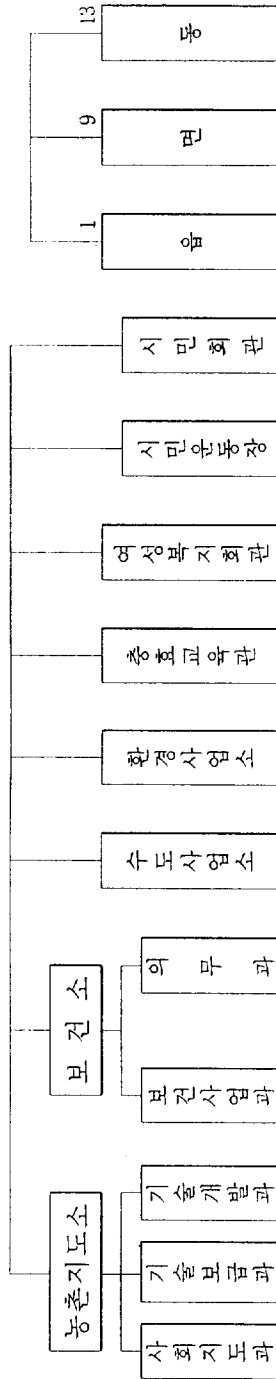 농촌지도소
사회지도과
기술보급과
기술개발과
보건소
보건사업과
의무과
수도사업소
환경사업소
충효교육관
여성복지회관
시민운동장
시민회관
1
읍
9
면
13
동